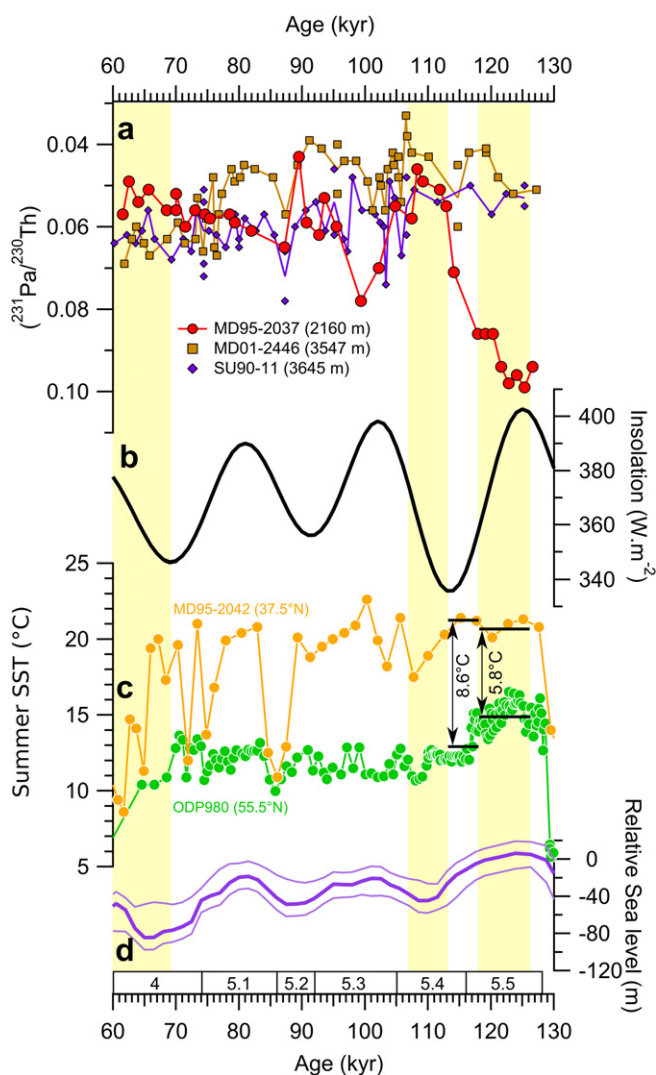 Age (kyr)
60 70 80 90 100 110 120 130
a
0.04
0.06
0.08
0.10
(²³¹Pa/²³⁰Th)
MD95-2037 (2160 m)
MD01-2446 (3547 m)
SU90-11 (3645 m)
b
400
380
360
340
Insolation (W.m⁻²)
25
20
15
10
5
Summer SST (°C)
MD95-2042 (37.5°N)
c
8.6°C
5.8°C
ODP980 (55.5°N)
0
-40
-80
-120
Relative Sea level (m)
d
4 5.1 5.2 5.3 5.4 5.5
60 70 80 90 100 110 120 130
Age (kyr)